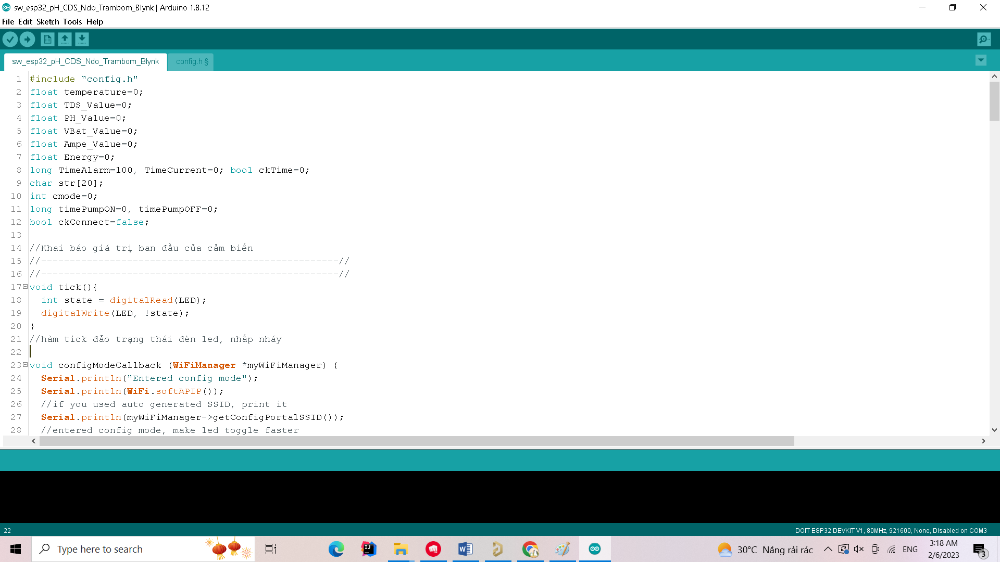 sw_esp32_pH_CDS_Ndo_Trambom_Blynk | Arduino 1.8.12
File Edit Sketch Tools Help
sw_esp32_pH_CDS_Ndo_Trambom_Blynk config.h §
1 #include "config.h"
2 float temperature=0;
3 float TDS_Value=0;
4 float PH_Value=0;
5 float VBat_Value=0;
6 float Ampe_Value=0;
7 float Energy=0;
8 long TimeAlarm=100, TimeCurrent=0; bool ckTime=0;
9 char str[20];
10 int cmode=0;
11 long timePumpON=0, timePumpOFF=0;
12 bool ckConnect=false;
13
14 //Khai báo giá trị ban đầu của cảm biến
15 //----------------------------------------------------//
16 //----------------------------------------------------//
17 void tick(){
18 int state = digitalRead(LED);
19 digitalWrite(LED, !state);
20 }
21 //hàm tick đảo trạng thái đèn led, nhấp nháy
22
23 void configModeCallback (WiFiManager *myWiFiManager) {
24 Serial.println("Entered config mode");
25 Serial.println(WiFi.softAPIP());
26 //if you used auto generated SSID, print it
27 Serial.println(myWiFiManager->getConfigPortalSSID());
28 //entered config mode, make led toggle faster
22 DOIT ESP32 DEVKIT V1, 80MHz, 921600, None, Disabled on COM3
Type here to search 30°C Nắng rải rác ENG 3:18 AM
2/6/2023 3